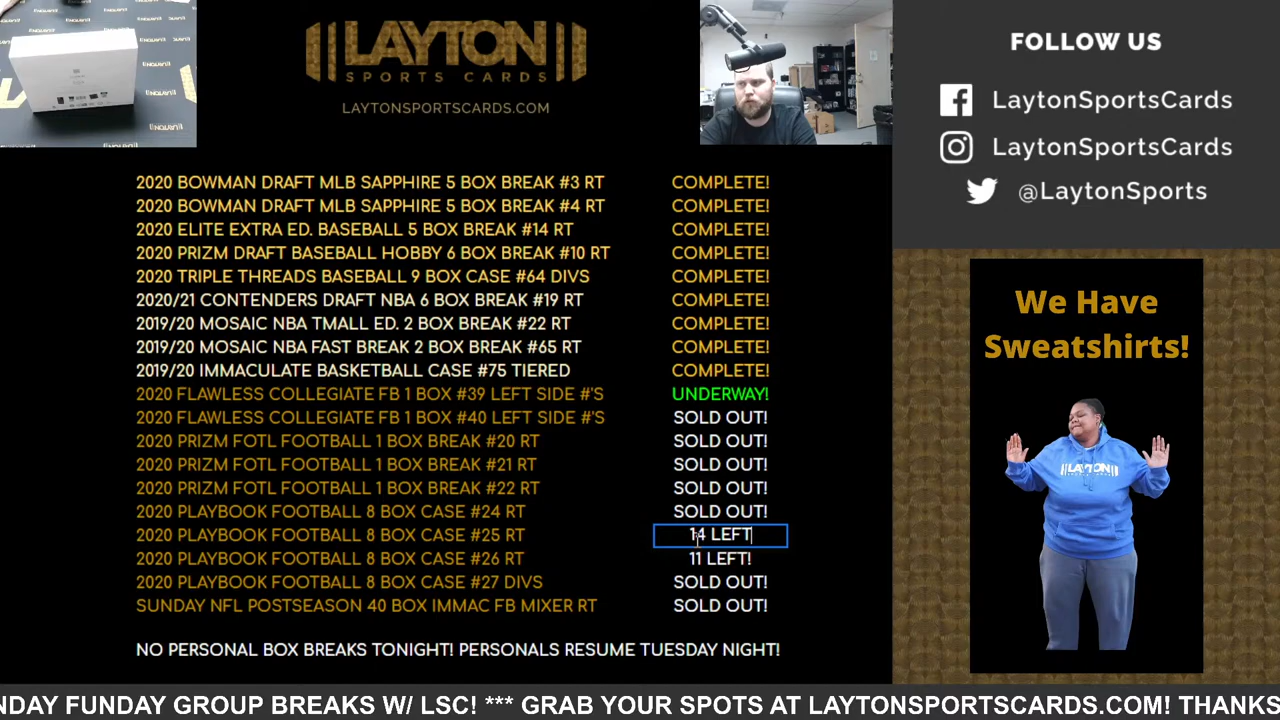 LAYTON
SPORTS CARDS
LAYTONSPORTSCARDS.COM
FOLLOW US
LaytonSportsCards
LaytonSportsCards
@LaytonSports
2020 BOWMAN DRAFT MLB SAPPHIRE 5 BOX BREAK #3 RT COMPLETE!
2020 BOWMAN DRAFT MLB SAPPHIRE 5 BOX BREAK #4 RT COMPLETE!
2020 ELITE EXTRA ED. BASEBALL 5 BOX BREAK #14 RT COMPLETE!
2020 PRIZM DRAFT BASEBALL HOBBY 6 BOX BREAK #10 RT COMPLETE!
2020 TRIPLE THREADS BASEBALL 9 BOX CASE #64 DIVS COMPLETE!
2020/21 CONTENDERS DRAFT NBA 6 BOX BREAK #19 RT COMPLETE!
2019/20 MOSAIC NBA TMALL ED. 2 BOX BREAK #22 RT COMPLETE!
2019/20 MOSAIC NBA FAST BREAK 2 BOX BREAK #65 RT COMPLETE!
2019/20 IMMACULATE BASKETBALL CASE #75 TIERED COMPLETE!
2020 FLAWLESS COLLEGIATE FB 1 BOX #39 LEFT SIDE #'S UNDERWAY!
2020 FLAWLESS COLLEGIATE FB 1 BOX #40 LEFT SIDE #'S SOLD OUT!
2020 PRIZM FOTL FOOTBALL 1 BOX BREAK #20 RT SOLD OUT!
2020 PRIZM FOTL FOOTBALL 1 BOX BREAK #21 RT SOLD OUT!
2020 PRIZM FOTL FOOTBALL 1 BOX BREAK #22 RT SOLD OUT!
2020 PLAYBOOK FOOTBALL 8 BOX CASE #24 RT SOLD OUT!
2020 PLAYBOOK FOOTBALL 8 BOX CASE #25 RT 14 LEFT
2020 PLAYBOOK FOOTBALL 8 BOX CASE #26 RT 11 LEFT!
2020 PLAYBOOK FOOTBALL 8 BOX CASE #27 DIVS SOLD OUT!
SUNDAY NFL POSTSEASON 40 BOX IMMAC FB MIXER RT SOLD OUT!
NO PERSONAL BOX BREAKS TONIGHT! PERSONALS RESUME TUESDAY NIGHT!
We Have
Sweatshirts!
LAYTON
NDAY FUNDAY GROUP BREAKS W/ LSC! *** GRAB YOUR SPOTS AT LAYTONSPORTSCARDS.COM! THANKS